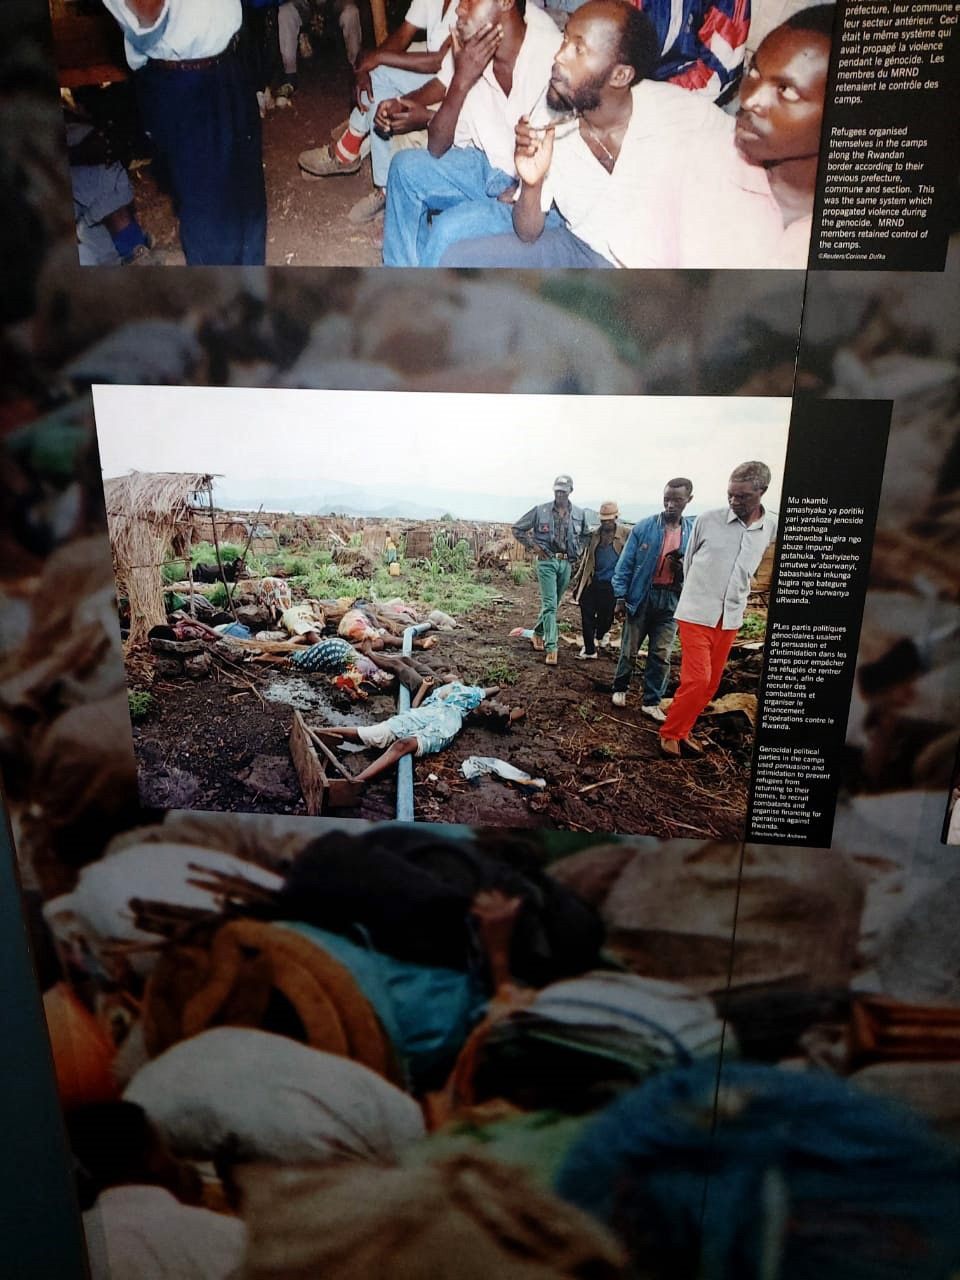 préfecture, leur commune e
leur secteur antérieur. Ceci
était le même système qui
avait propagé la violence
pendant le génocide. Les
membres du MRND
retenaient le contrôle des
camps.
Refugees organised
themselves in the camps
along the Rwandan
border according to their
previous prefecture,
commune and section. This
was the same system which
propagated violence during
the genocide. MRND
members retained control of
the camps.
©Reuters/Corinne Dufka
Mu nkambi
amashyaka ya poritiki
yari yarakoze jenoside
yakoreshaga
iterabwoba kugira ngo
abuze impunzi
gutahuka. Yashyizeho
umutwe w'abarwanyi,
babashakira inkunga
kugira ngo bategure
ibitero byo kurwanya
uRwanda.
PLes partis politiques
génocidaires usaient
de persuasion et
d'intimidation dans les
camps pour empêcher
les réfugiés de rentrer
chez eux, afin de
recruter des
combattants et
organiser le
financement
d'opérations contre le
Rwanda.
Genocidal political
parties in the camps
used persuasion and
intimidation to prevent
refugees from
returning to their
homes, to recruit
combatants and
organise financing for
operations against
Rwanda.
©Reuters/Peter Andrews